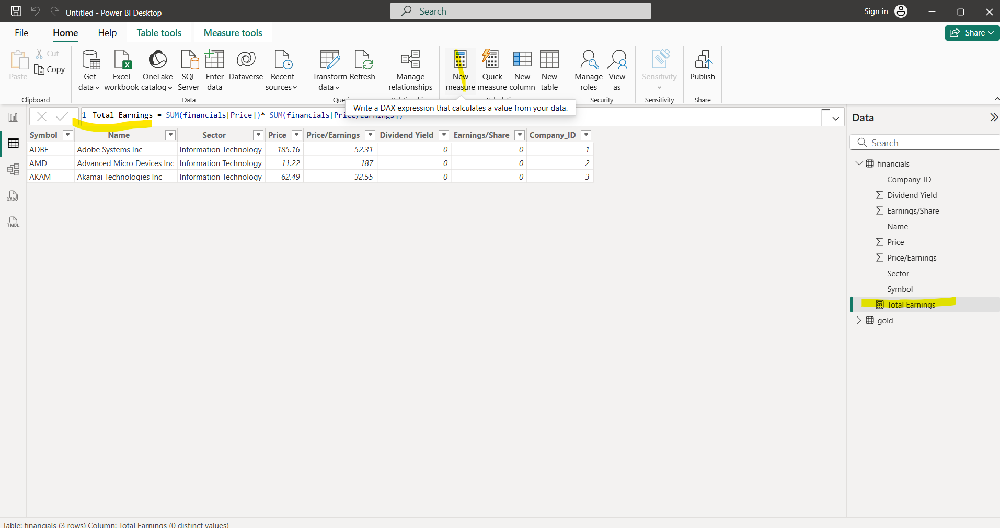 Untitled - Power BI Desktop
Search
Sign in
File Home Help Table tools Measure tools
Share
Paste
Cut
Copy
Clipboard
Get data
Excel workbook
OneLake catalog
SQL Server
Enter data
Dataverse
Recent sources
Data
Transform data
Refresh
Queries
Manage relationships
Relationships
New measure
Quick measure
New column
New table
Calculations
Manage roles
View as
Security
Sensitivity
Sensitivity
Publish
Share
Write a DAX expression that calculates a value from your data.
1 Total Earnings = SUM(financials[Price])* SUM(financials[Price/Earnings])
Symbol Name Sector Price Price/Earnings Dividend Yield Earnings/Share Company_ID
ADBE Adobe Systems Inc Information Technology 185.16 52.31 0 0 1
AMD Advanced Micro Devices Inc Information Technology 11.22 187 0 0 2
AKAM Akamai Technologies Inc Information Technology 62.49 32.55 0 0 3
DAX
TMDL
Data
Search
financials
Company_ID
Dividend Yield
Earnings/Share
Name
Price
Price/Earnings
Sector
Symbol
Total Earnings
gold
Table: financials (3 rows) Column: Total Earnings (0 distinct values)